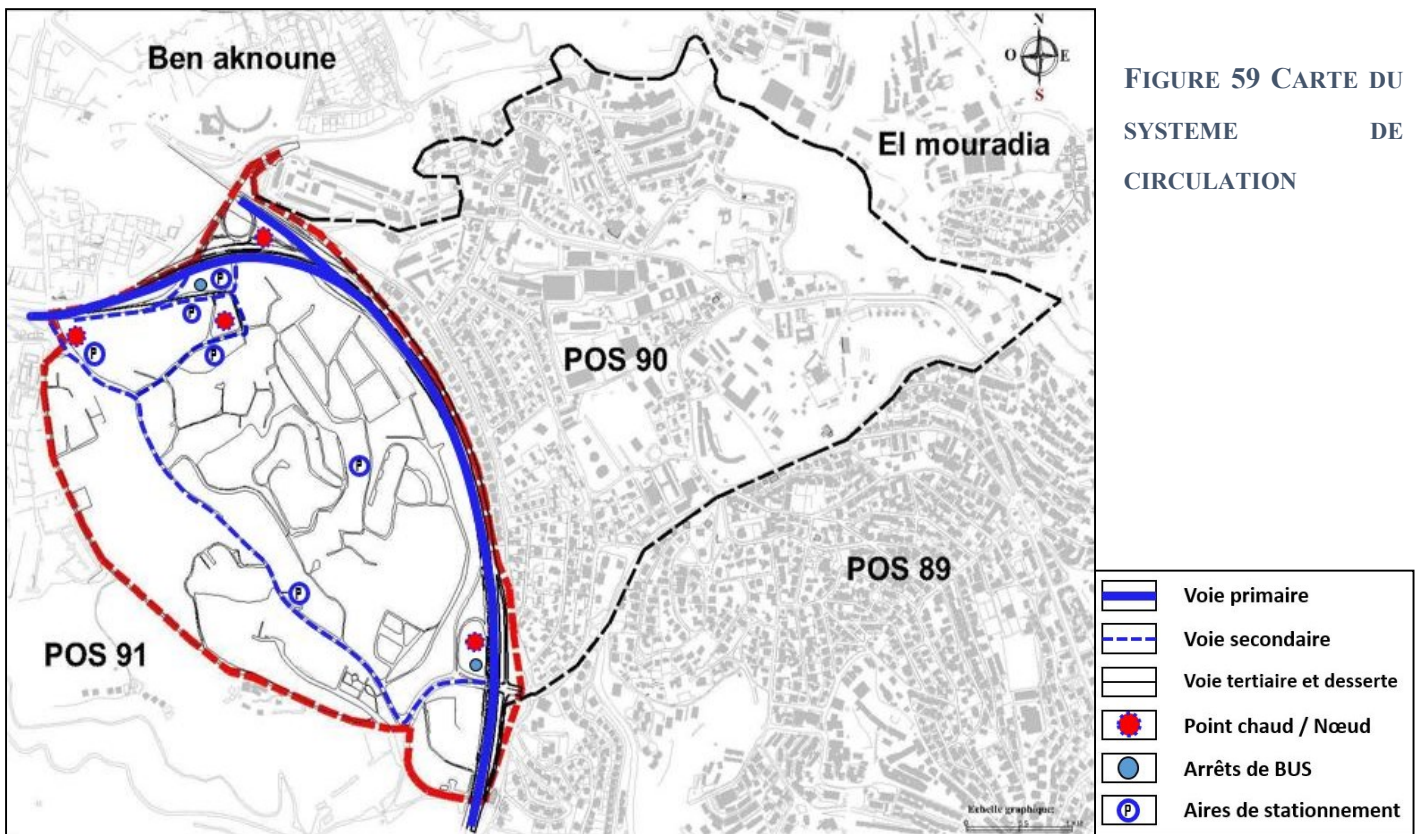 Ben aknoune
N
O E
S
El mouradia
FIGURE 59 CARTE DU
SYSTEME DE
CIRCULATION
P
P
P
P
P
P
POS 90
POS 89
POS 91
Voie primaire
Voie secondaire
Voie tertiaire et desserte
Point chaud / Nœud
Arrêts de BUS
P Aires de stationnement
Echelle graphique: